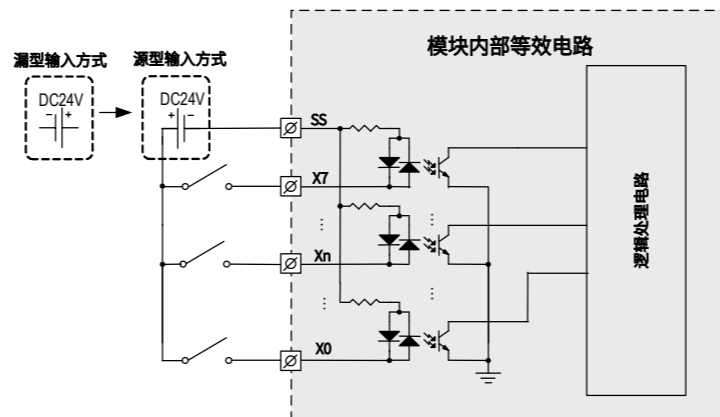 模块内部等效电路
漏型输入方式
源型输入方式
DC24V
DC24V
- +
+ -
SS
X7
...
...
Xn
...
...
X0
逻辑处理电路